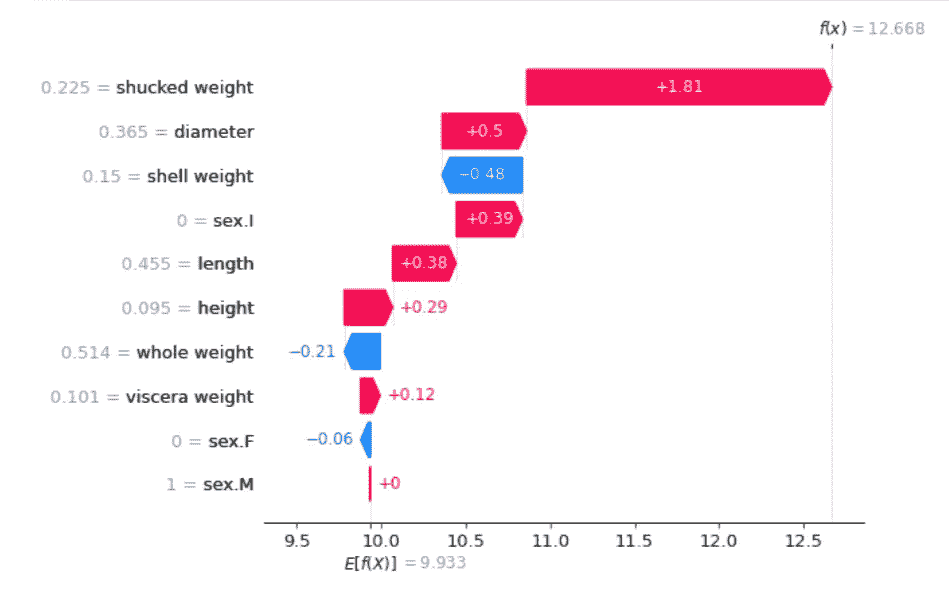 f(x) = 12.668
0.225 = shucked weight +1.81
0.365 = diameter +0.5
0.15 = shell weight −0.48
0 = sex.I +0.39
0.455 = length +0.38
0.095 = height +0.29
0.514 = whole weight −0.21
0.101 = viscera weight +0.12
0 = sex.F −0.06
1 = sex.M +0
9.5 10.0 10.5 11.0 11.5 12.0 12.5
E[f(X)] = 9.933